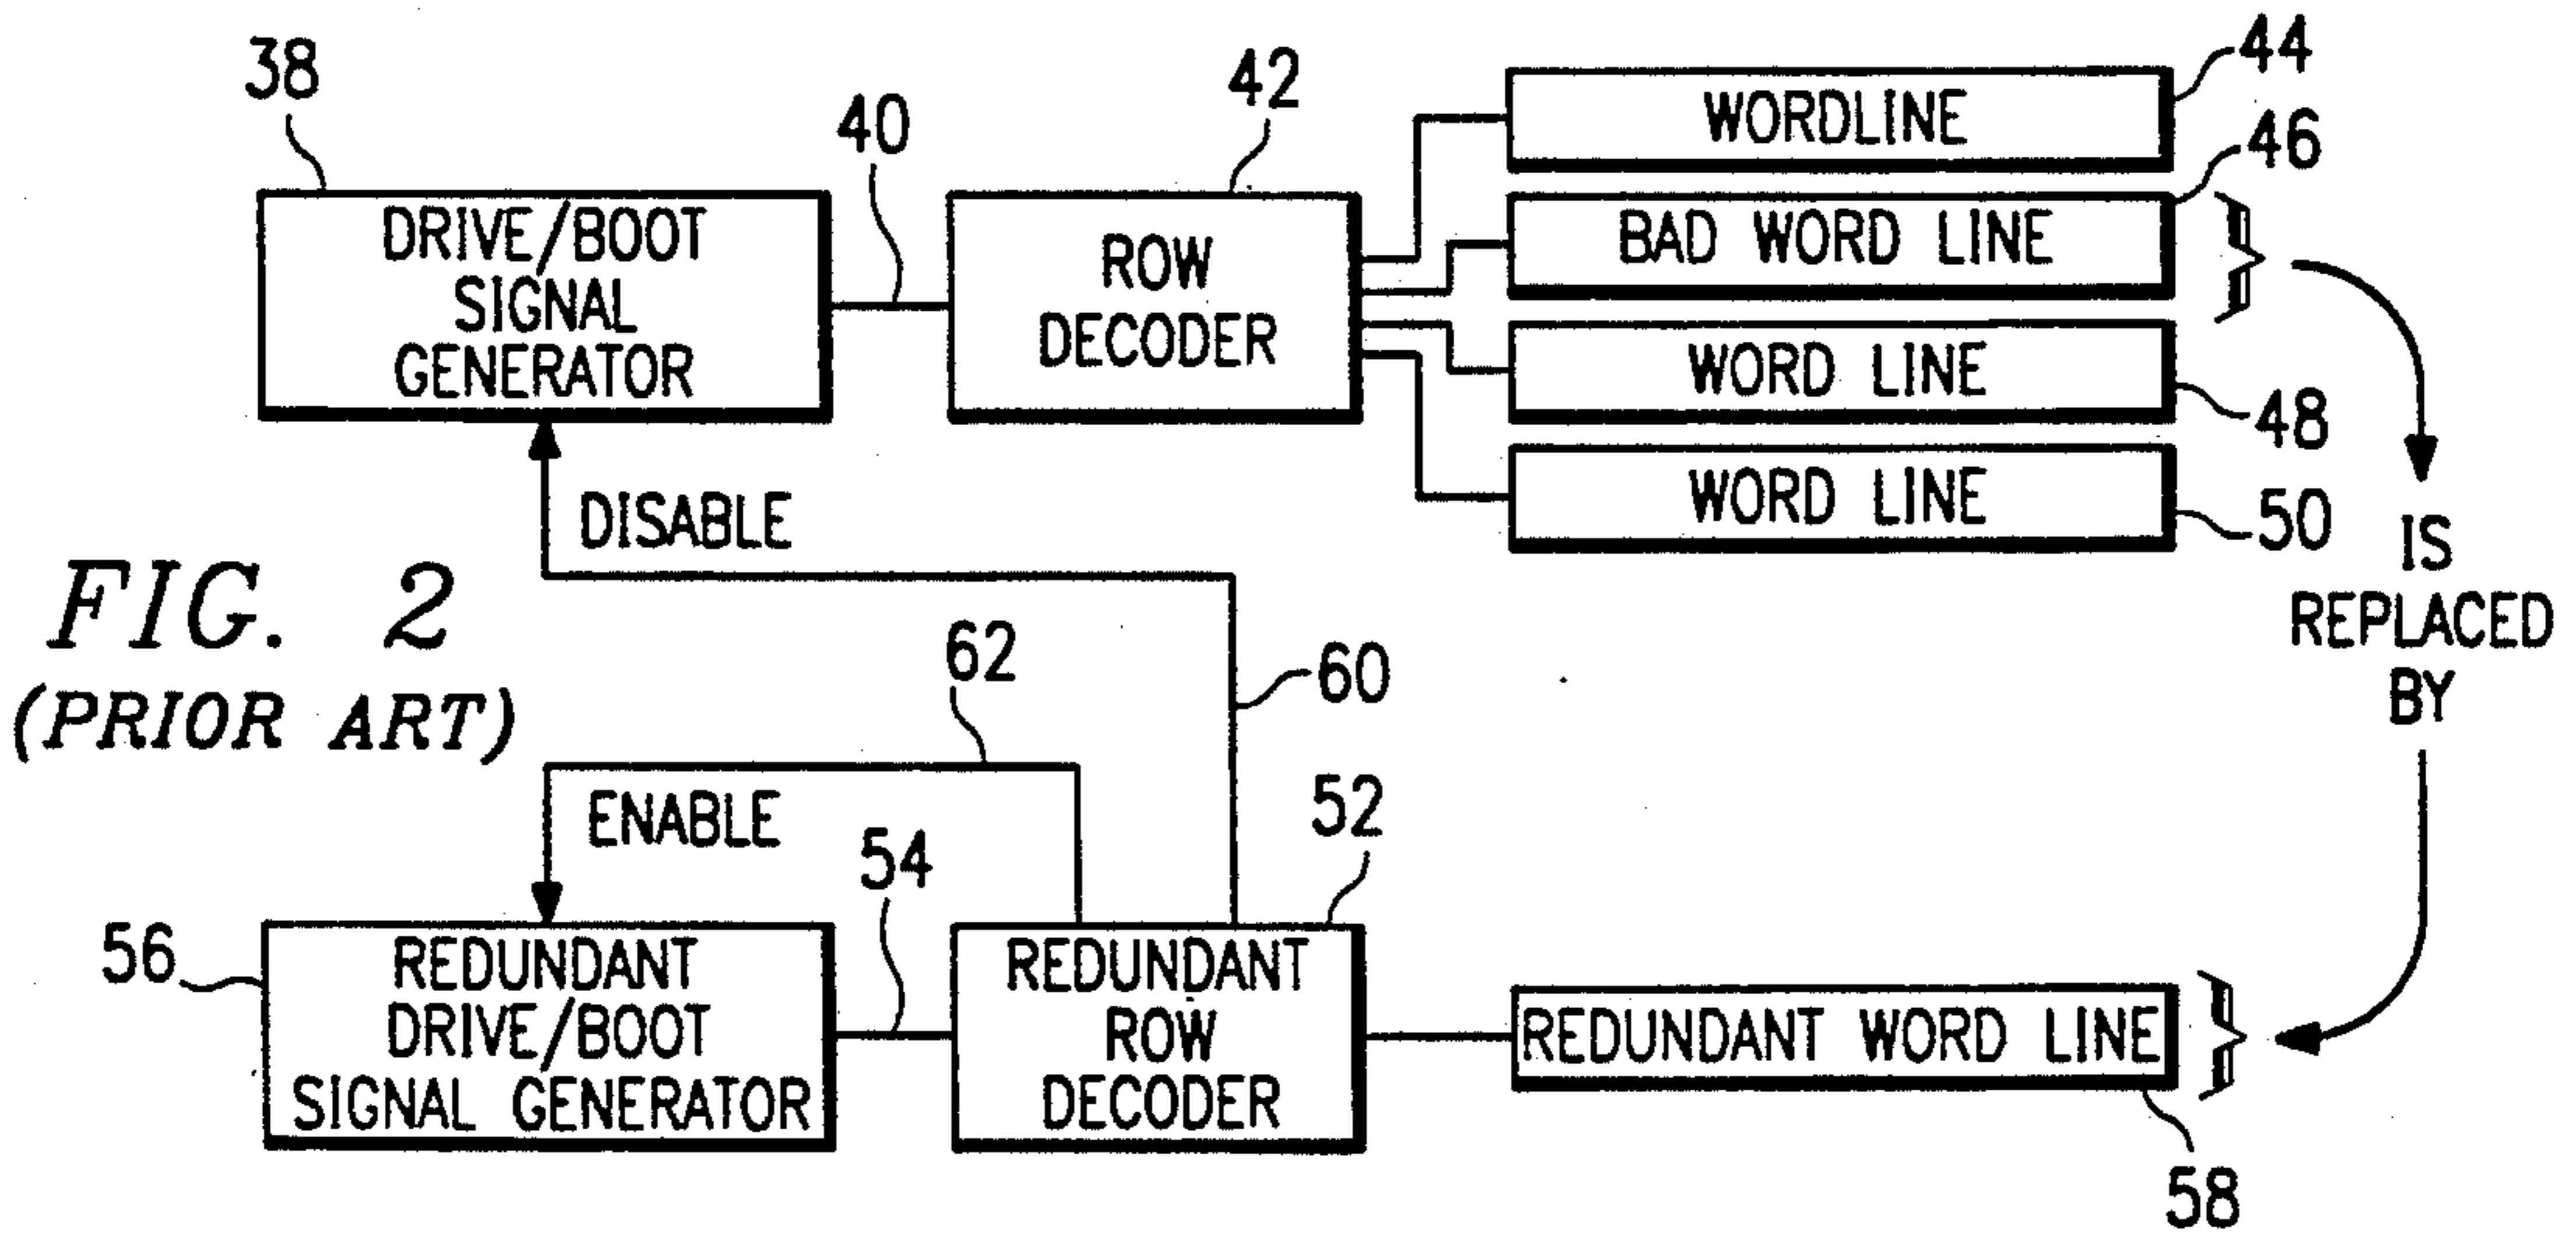 38
40
42
44
46
48
50
DRIVE/BOOT
SIGNAL
GENERATOR
ROW
DECODER
WORDLINE
BAD WORD LINE
WORD LINE
WORD LINE
DISABLE
IS
REPLACED
BY
FIG. 2
(PRIOR ART)
62
60
ENABLE
54
52
56
REDUNDANT
DRIVE/BOOT
SIGNAL GENERATOR
REDUNDANT
ROW
DECODER
REDUNDANT WORD LINE
58